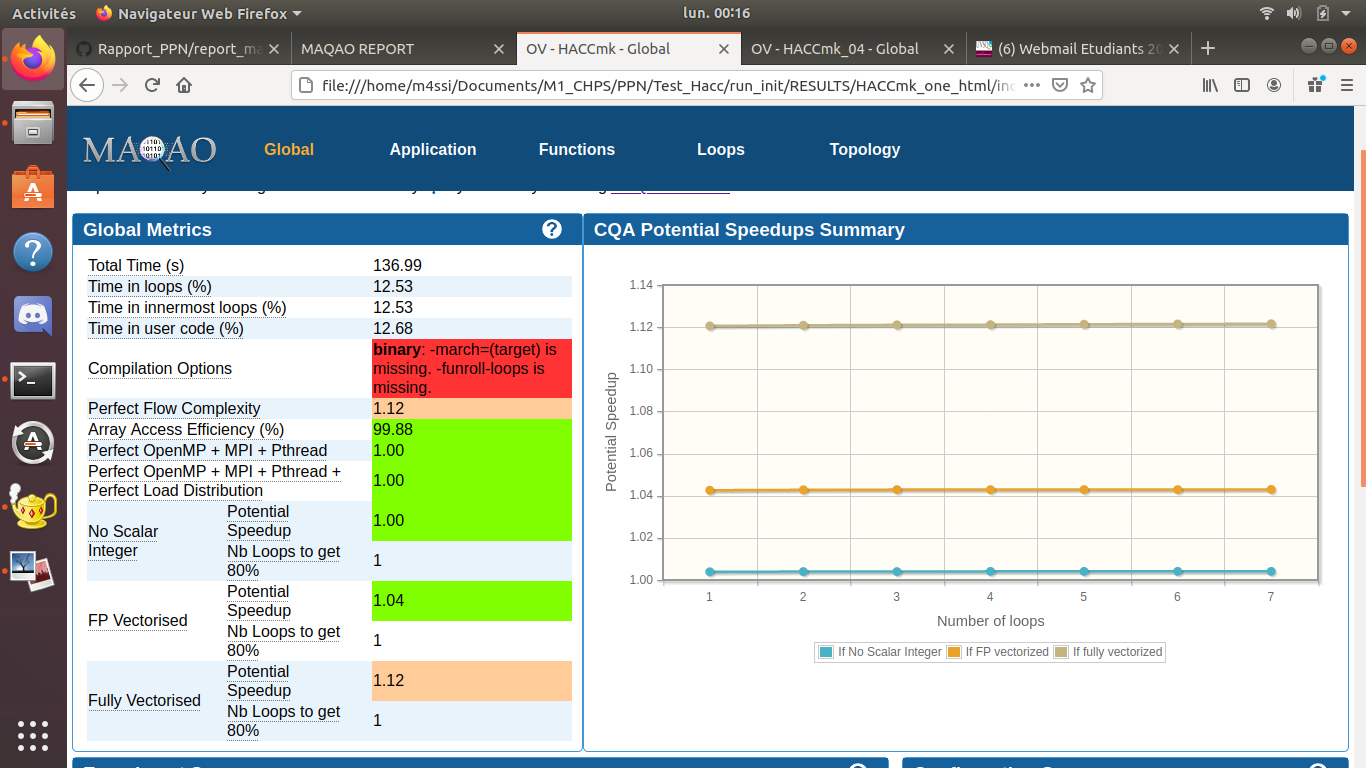 Activités
Navigateur Web Firefox
lun. 00:16
Rapport_PPN/report_ma
MAQAO REPORT
OV - HACCmk - Global
OV - HACCmk_04 - Global
(6) Webmail Etudiants 20
file:///home/m4ssi/Documents/M1_CHPS/PPN/Test_Hacc/run_init/RESULTS/HACCmk_one_html/in
MAQAO
Global
Application
Functions
Loops
Topology
Global Metrics
Total Time (s) 136.99
Time in loops (%) 12.53
Time in innermost loops (%) 12.53
Time in user code (%) 12.68
Compilation Options
binary: -march=(target) is
missing. -funroll-loops is
missing.
Perfect Flow Complexity 1.12
Array Access Efficiency (%) 99.88
Perfect OpenMP + MPI + Pthread 1.00
Perfect OpenMP + MPI + Pthread +
Perfect Load Distribution
1.00
No Scalar
Integer
Potential
Speedup
1.00
Nb Loops to get
80%
1
FP Vectorised
Potential
Speedup
1.04
Nb Loops to get
80%
1
Fully Vectorised
Potential
Speedup
1.12
Nb Loops to get
80%
1
CQA Potential Speedups Summary
1.14
1.12
1.10
1.08
1.06
1.04
1.02
1.00
Potential Speedup
1 2 3 4 5 6 7
Number of loops
If No Scalar Integer
If FP vectorized
If fully vectorized